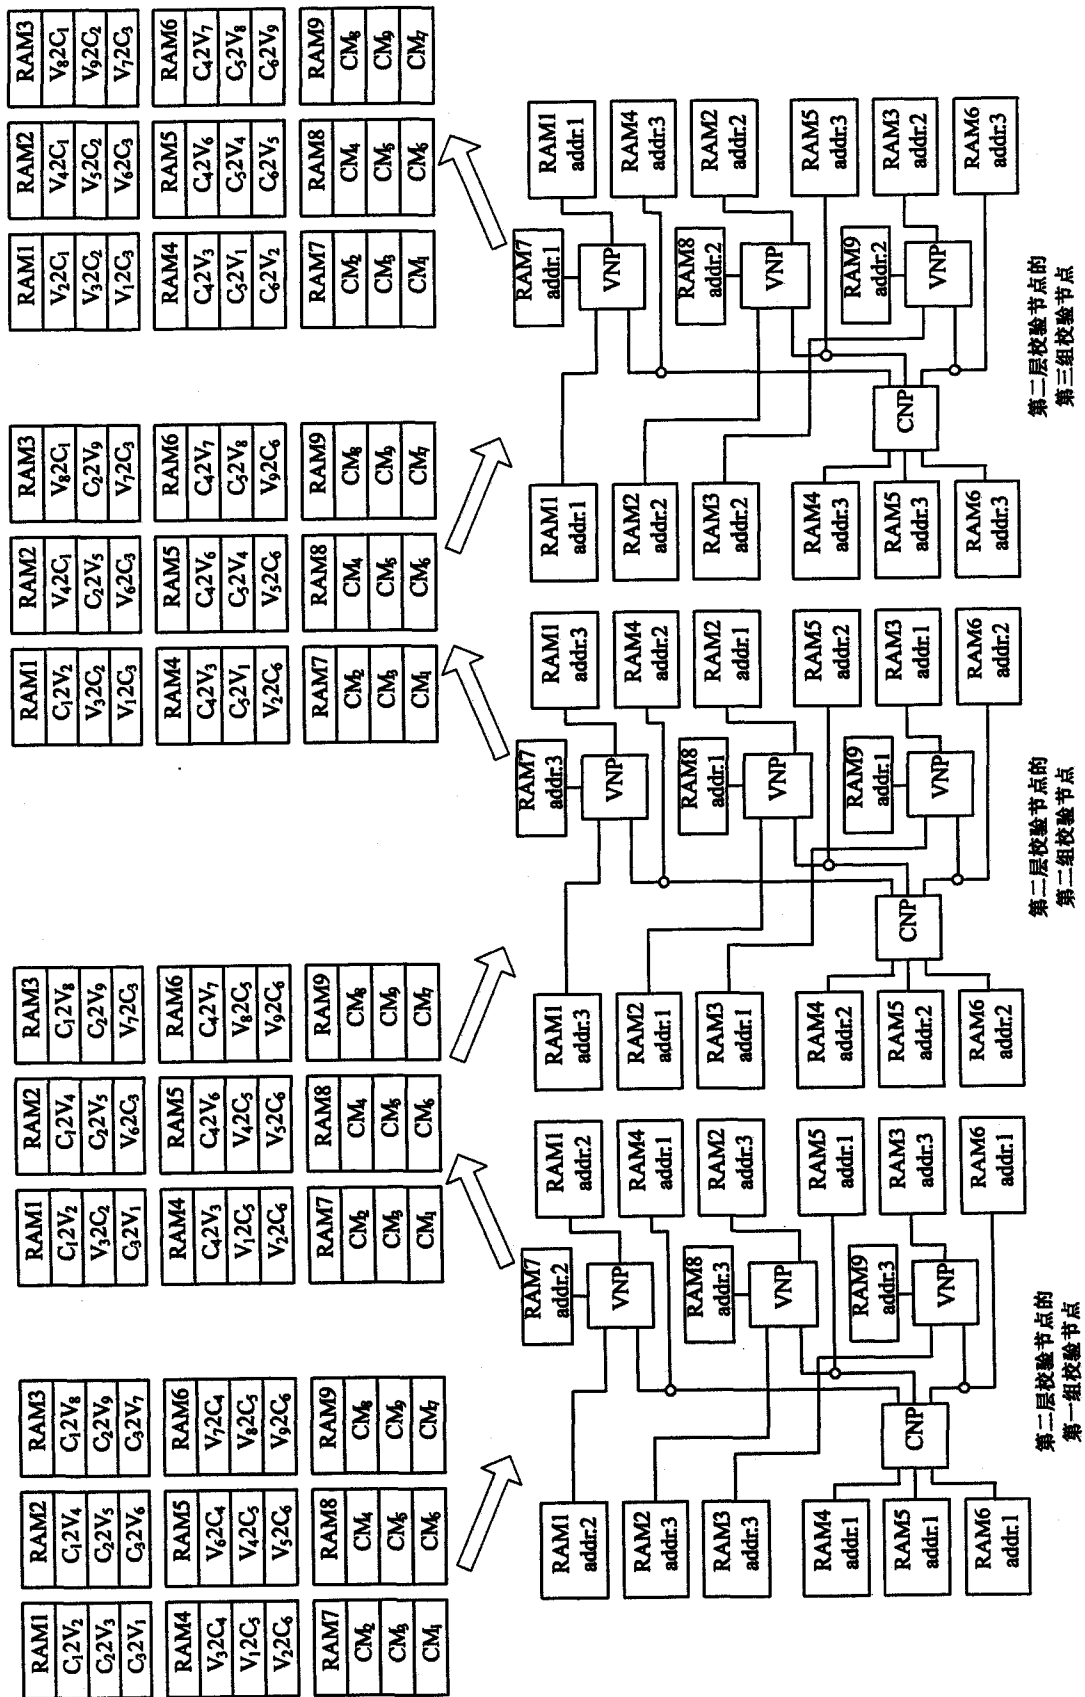 RAM1
C₁2V₂
C₂2V₃
C₃2V₁
RAM2
C₁2V₄
C₂2V₅
C₃2V₆
RAM3
C₁2V₈
C₂2V₉
C₃2V₇
RAM4
V₃2C₄
V₁2C₅
V₂2C₆
RAM5
V₆2C₄
V₄2C₅
V₅2C₆
RAM6
V₇2C₄
V₈2C₅
V₉2C₆
RAM7
CM₂
CM₃
CM₁
RAM8
CM₄
CM₅
CM₆
RAM9
CM₈
CM₉
CM₇
RAM1
C₁2V₂
V₃2C₂
C₃2V₁
RAM2
C₁2V₄
C₂2V₅
V₆2C₃
RAM3
C₁2V₈
C₂2V₉
V₇2C₃
RAM4
C₄2V₃
V₁2C₅
V₂2C₆
RAM5
C₄2V₆
V₄2C₅
V₅2C₆
RAM6
C₄2V₇
V₈2C₅
V₉2C₆
RAM7
CM₂
CM₃
CM₁
RAM8
CM₄
CM₅
CM₆
RAM9
CM₈
CM₉
CM₇
RAM1
C₁2V₂
V₃2C₂
V₁2C₃
RAM2
V₄2C₁
C₂2V₅
V₆2C₃
RAM3
V₈2C₁
C₂2V₉
V₇2C₃
RAM4
C₄2V₃
C₅2V₁
V₂2C₆
RAM5
C₄2V₆
C₅2V₄
V₅2C₆
RAM6
C₄2V₇
C₅2V₈
V₉2C₆
RAM7
CM₂
CM₃
CM₁
RAM8
CM₄
CM₅
CM₆
RAM9
CM₈
CM₉
CM₇
RAM1
V₂2C₁
V₃2C₂
V₁2C₃
RAM2
V₄2C₁
V₅2C₂
V₆2C₃
RAM3
V₈2C₁
V₉2C₂
V₇2C₃
RAM4
C₄2V₃
C₅2V₁
C₆2V₂
RAM5
C₄2V₆
C₅2V₄
C₆2V₅
RAM6
C₄2V₇
C₅2V₈
C₆2V₉
RAM7
CM₂
CM₃
CM₁
RAM8
CM₄
CM₅
CM₆
RAM9
CM₈
CM₉
CM₇
RAM1
addr.2
RAM2
addr.3
RAM3
addr.3
RAM4
addr.1
RAM5
addr.1
RAM6
addr.1
CNP
RAM7
addr.2
VNP
RAM8
addr.3
VNP
RAM9
addr.3
VNP
RAM1
addr.2
RAM4
addr.1
RAM2
addr.3
RAM5
addr.1
RAM3
addr.3
RAM6
addr.1
第二层校验节点的
第一组校验节点
RAM1
addr.3
RAM2
addr.1
RAM3
addr.1
RAM4
addr.2
RAM5
addr.2
RAM6
addr.2
CNP
RAM7
addr.3
VNP
RAM8
addr.1
VNP
RAM9
addr.1
VNP
RAM1
addr.3
RAM4
addr.2
RAM2
addr.1
RAM5
addr.2
RAM3
addr.1
RAM6
addr.2
第二层校验节点的
第二组校验节点
RAM1
addr.1
RAM2
addr.2
RAM3
addr.2
RAM4
addr.3
RAM5
addr.3
RAM6
addr.3
CNP
RAM7
addr.1
VNP
RAM8
addr.2
VNP
RAM9
addr.2
VNP
RAM1
addr.1
RAM4
addr.3
RAM2
addr.2
RAM5
addr.3
RAM3
addr.2
RAM6
addr.3
第二层校验节点的
第三组校验节点